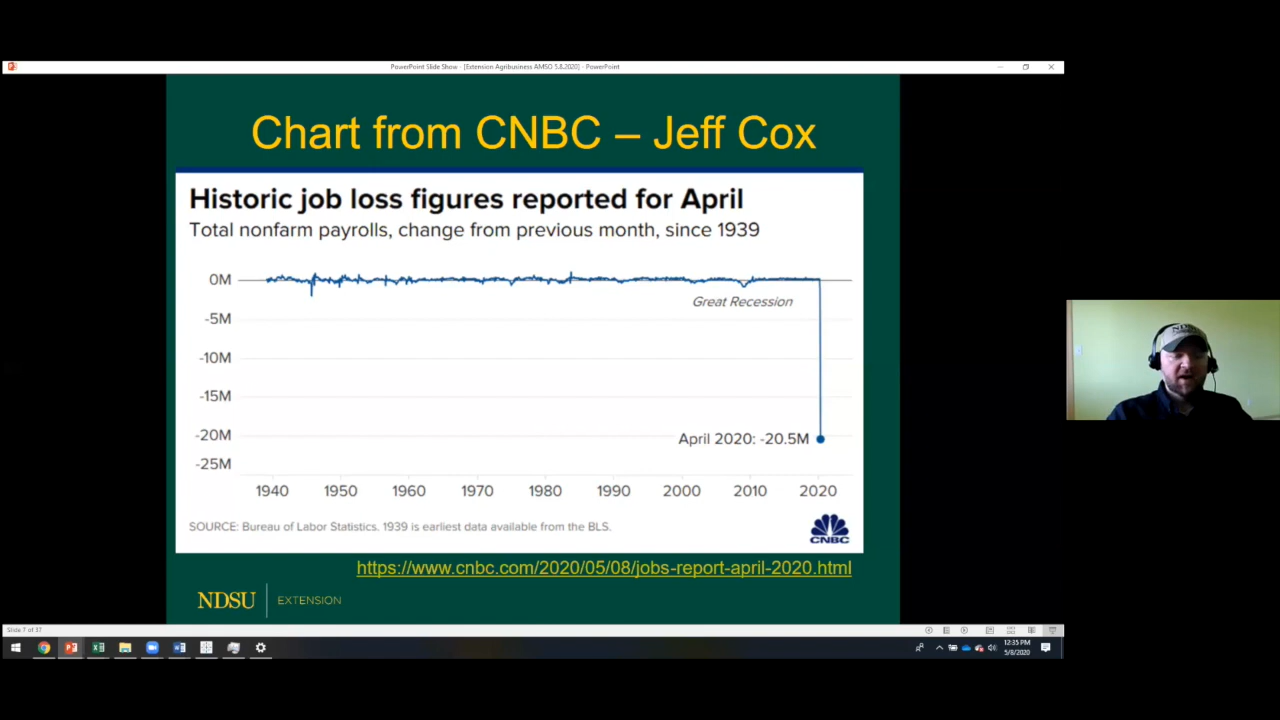 PowerPoint Slide Show - [Extension Agribusiness AMSO 5.8.2020] - PowerPoint
Chart from CNBC – Jeff Cox
Historic job loss figures reported for April
Total nonfarm payrolls, change from previous month, since 1939
0M
Great Recession
-5M
-10M
-15M
-20M
April 2020: -20.5M
-25M
1940 1950 1960 1970 1980 1990 2000 2010 2020
SOURCE: Bureau of Labor Statistics. 1939 is earliest data available from the BLS.
CNBC
https://www.cnbc.com/2020/05/08/jobs-report-april-2020.html
NDSU EXTENSION
Slide 7 of 37
12:35 PM
5/8/2020
NDSU